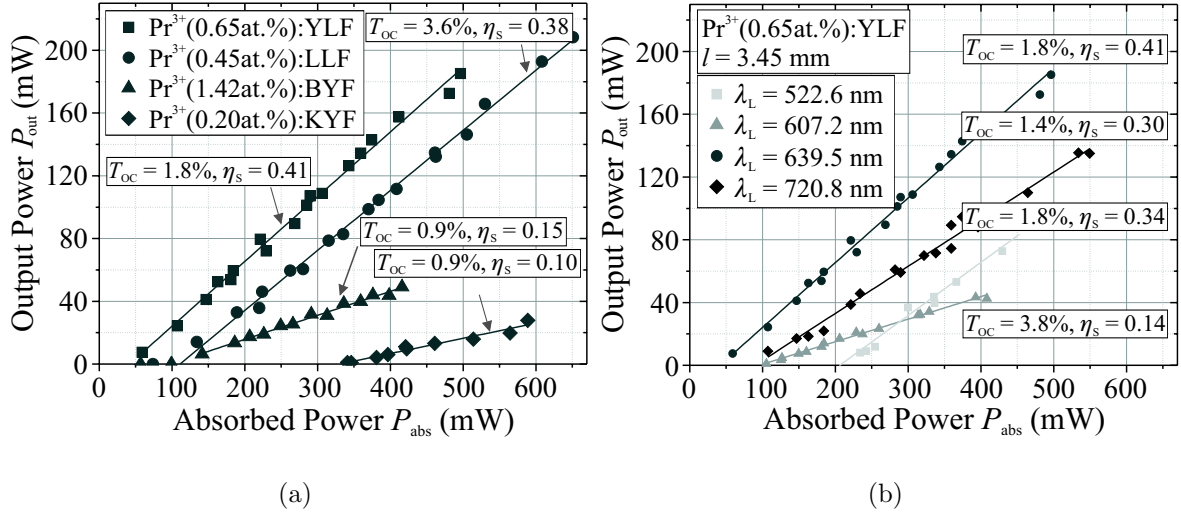 Pr³⁺(0.65at.%):YLF
Pr³⁺(0.45at.%):LLF
Pr³⁺(1.42at.%):BYF
Pr³⁺(0.20at.%):KYF
T_OC = 3.6%, η_S = 0.38
T_OC = 1.8%, η_S = 0.41
T_OC = 0.9%, η_S = 0.15
T_OC = 0.9%, η_S = 0.10
Output Power P_out (mW)
200
160
120
80
40
0
0 100 200 300 400 500 600
Absorbed Power P_abs (mW)
(a)
Pr³⁺(0.65at.%):YLF
l = 3.45 mm
λ_L = 522.6 nm
λ_L = 607.2 nm
λ_L = 639.5 nm
λ_L = 720.8 nm
T_OC = 1.8%, η_S = 0.41
T_OC = 1.4%, η_S = 0.30
T_OC = 1.8%, η_S = 0.34
T_OC = 3.8%, η_S = 0.14
Output Power P_out (mW)
200
160
120
80
40
0
0 100 200 300 400 500 600
Absorbed Power P_abs (mW)
(b)